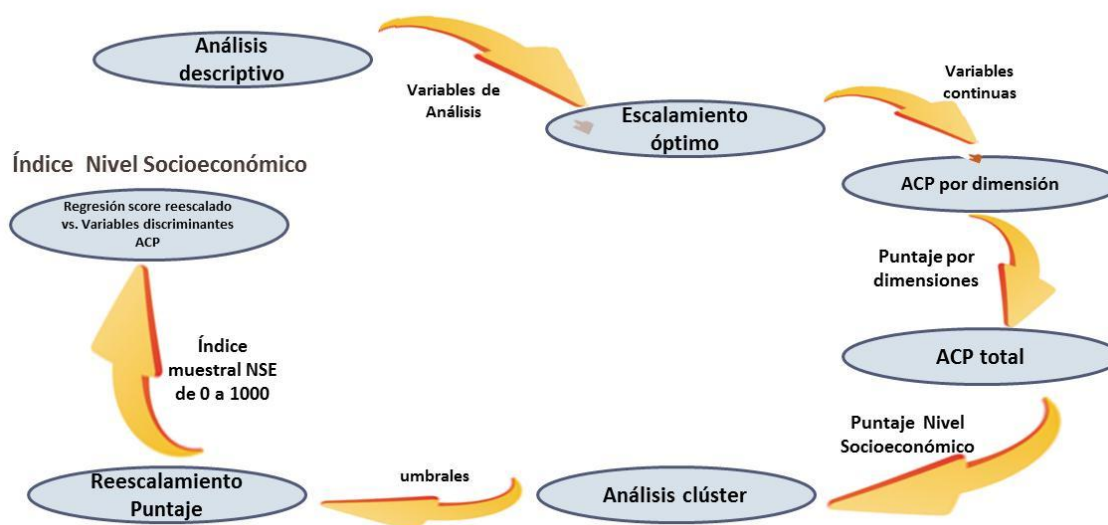 Análisis
descriptivo
Variables de
Análisis
Escalamiento
óptimo
Variables
continuas
ACP por dimensión
Puntaje por
dimensiones
ACP total
Puntaje Nivel
Socioeconómico
Análisis clúster
umbrales
Reescalamiento
Puntaje
Índice
muestral NSE
de 0 a 1000
Índice Nivel Socioeconómico
Regresión score reescalado
vs. Variables discriminantes
ACP